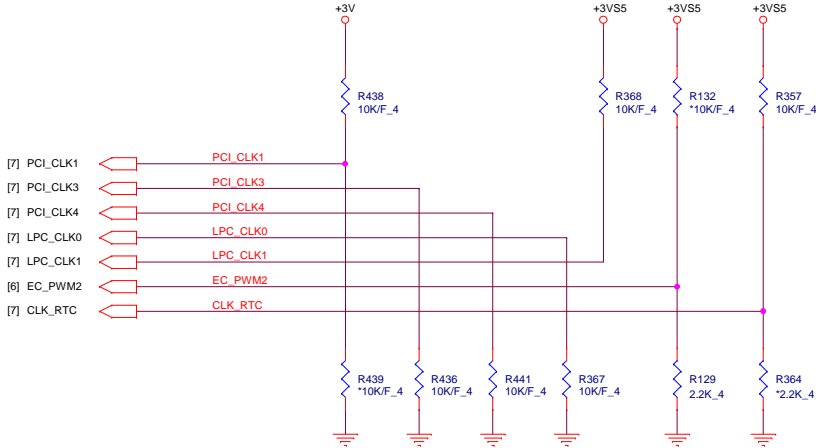 +3V
+3VS5
+3VS5
+3VS5
R438
10K/F_4
R368
10K/F_4
R132
*10K/F_4
R357
10K/F_4
[7] PCI_CLK1
PCI_CLK1
[7] PCI_CLK3
PCI_CLK3
[7] PCI_CLK4
PCI_CLK4
[7] LPC_CLK0
LPC_CLK0
[7] LPC_CLK1
LPC_CLK1
[6] EC_PWM2
EC_PWM2
[7] CLK_RTC
CLK_RTC
R439
*10K/F_4
R436
10K/F_4
R441
10K/F_4
R367
10K/F_4
R129
2.2K_4
R364
*2.2K_4